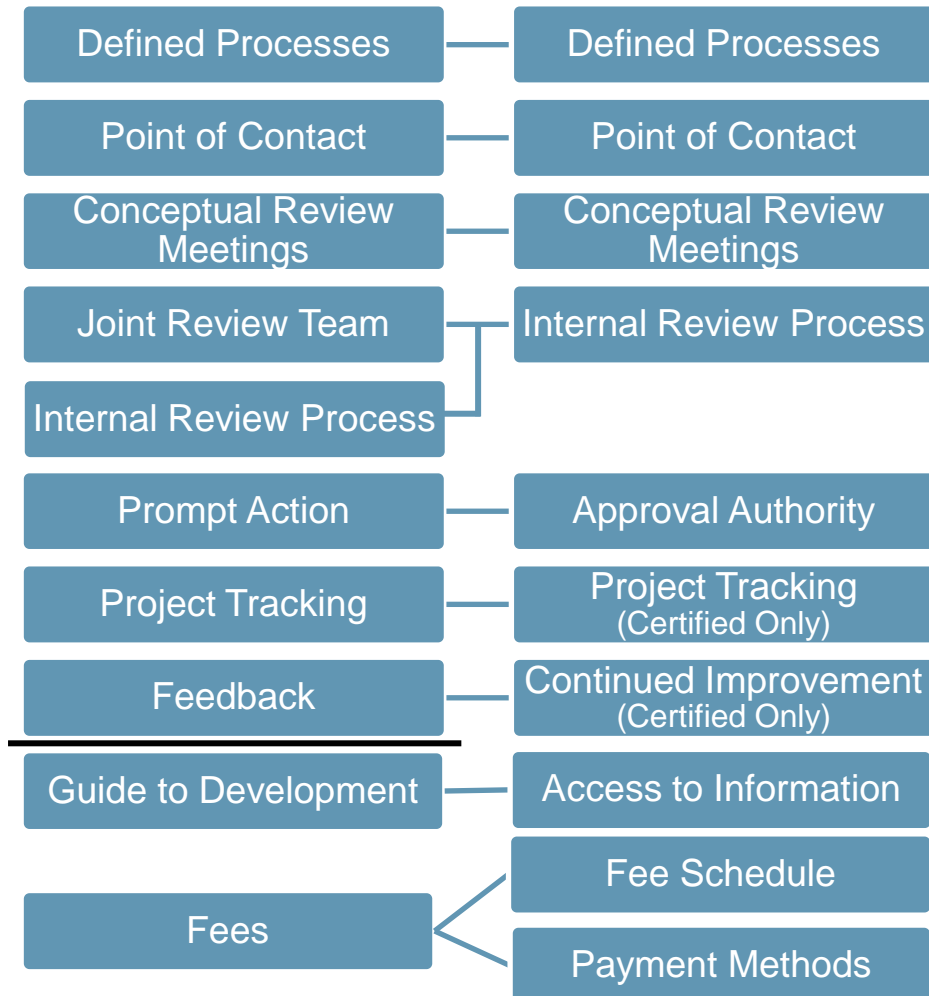 Defined Processes
Defined Processes
Point of Contact
Point of Contact
Conceptual Review
Meetings
Conceptual Review
Meetings
Joint Review Team
Internal Review Process
Internal Review Process
Prompt Action
Approval Authority
Project Tracking
Project Tracking
(Certified Only)
Feedback
Continued Improvement
(Certified Only)
Guide to Development
Access to Information
Fees
Fee Schedule
Payment Methods